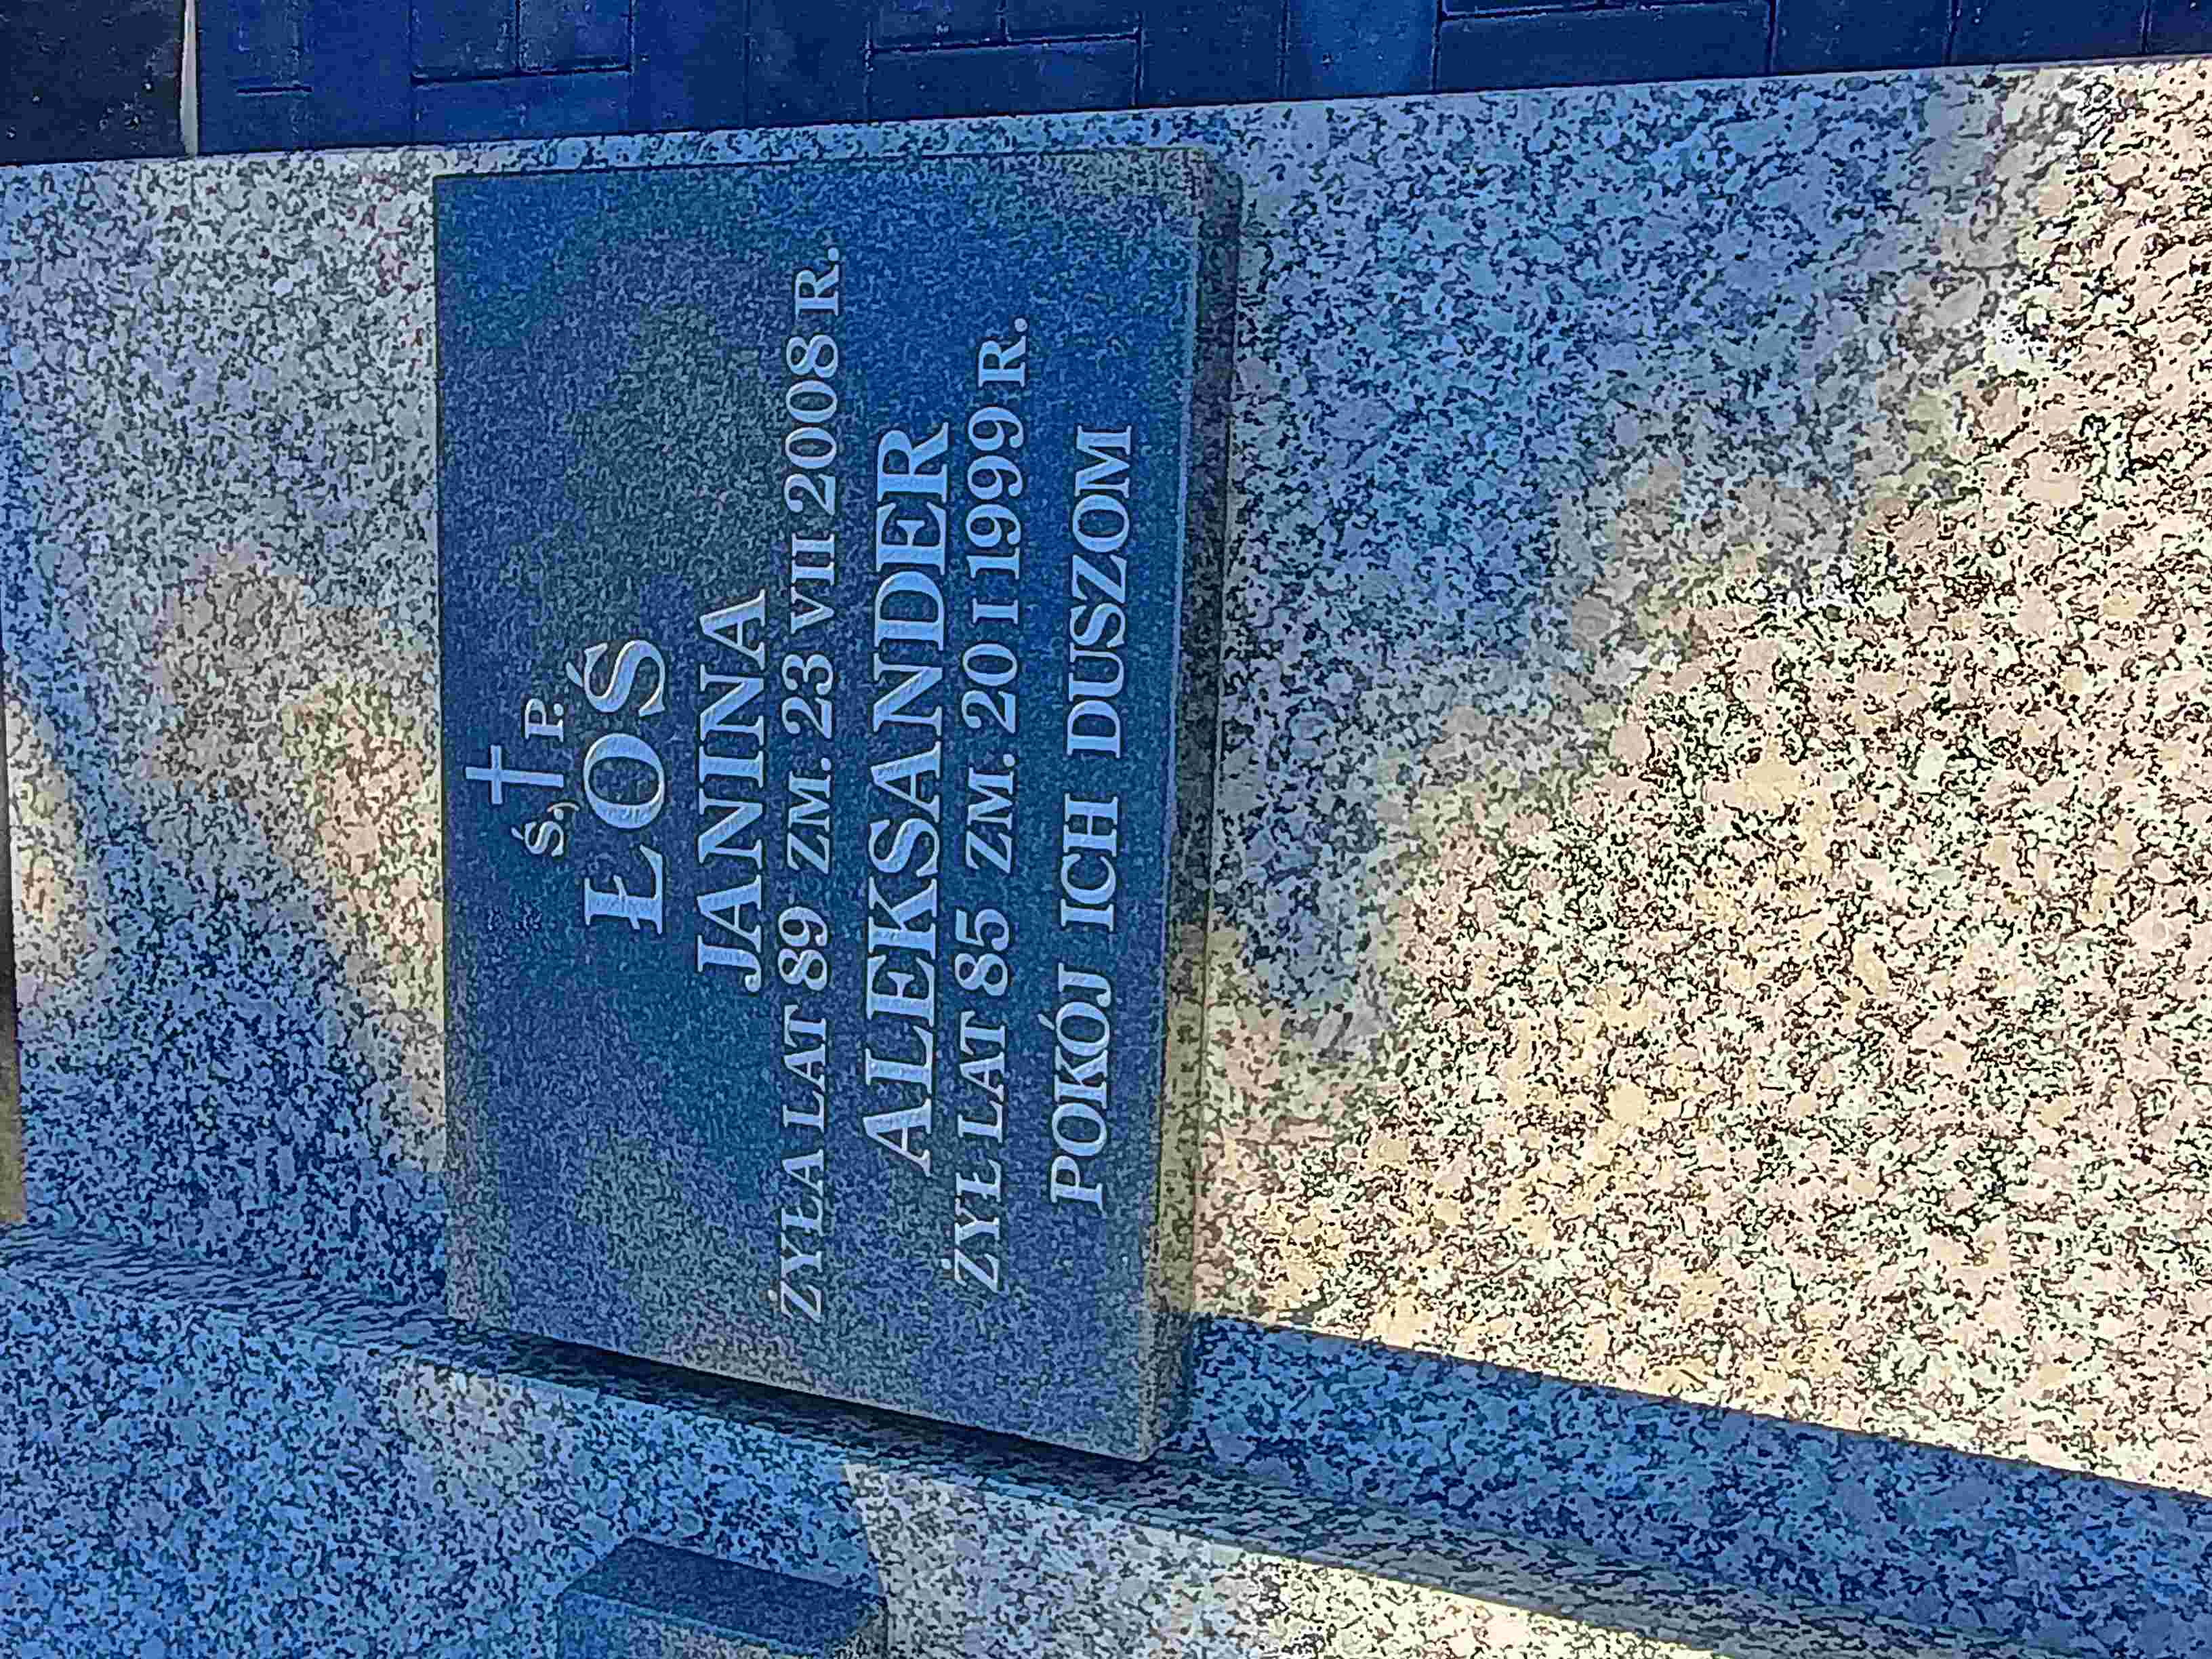 Ś. P.
ŁOŚ
JANINA
ŻYŁA LAT 89 ZM. 23 VII 2008 R.
ALEKSANDER
ŻYŁ LAT 85 ZM. 20 I 1999 R.
POKÓJ ICH DUSZOM